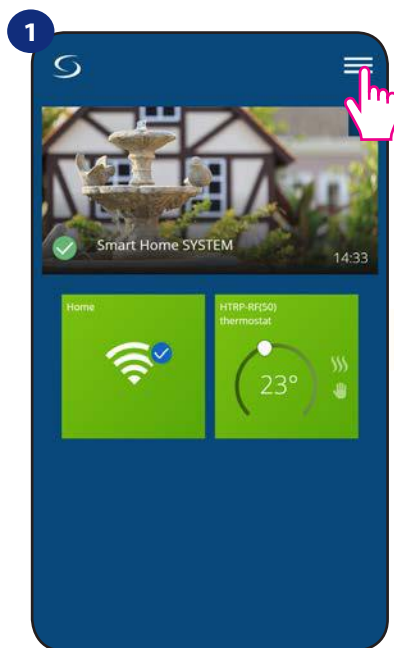 1
Smart Home SYSTEM
14:33
Home
HTRP-RF(50)
thermostat
23°